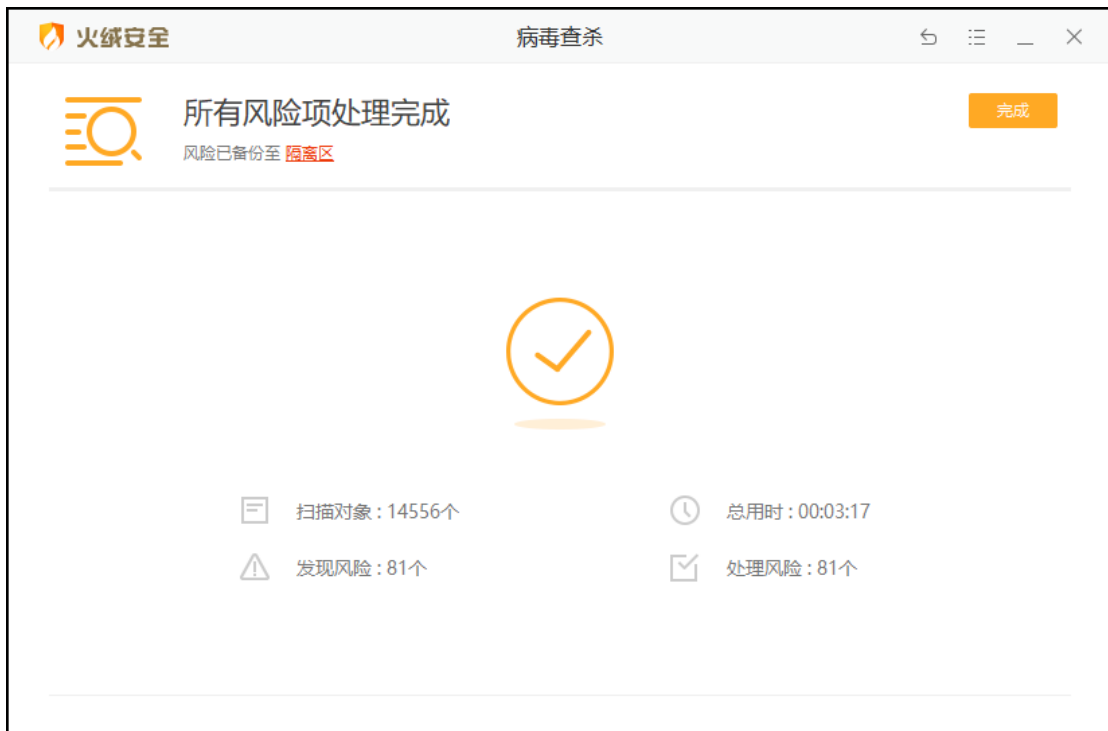 火绒安全
病毒查杀
所有风险项处理完成
完成
风险已备份至 隔离区
扫描对象 : 14556个
总用时 : 00:03:17
发现风险 : 81个
处理风险 : 81个